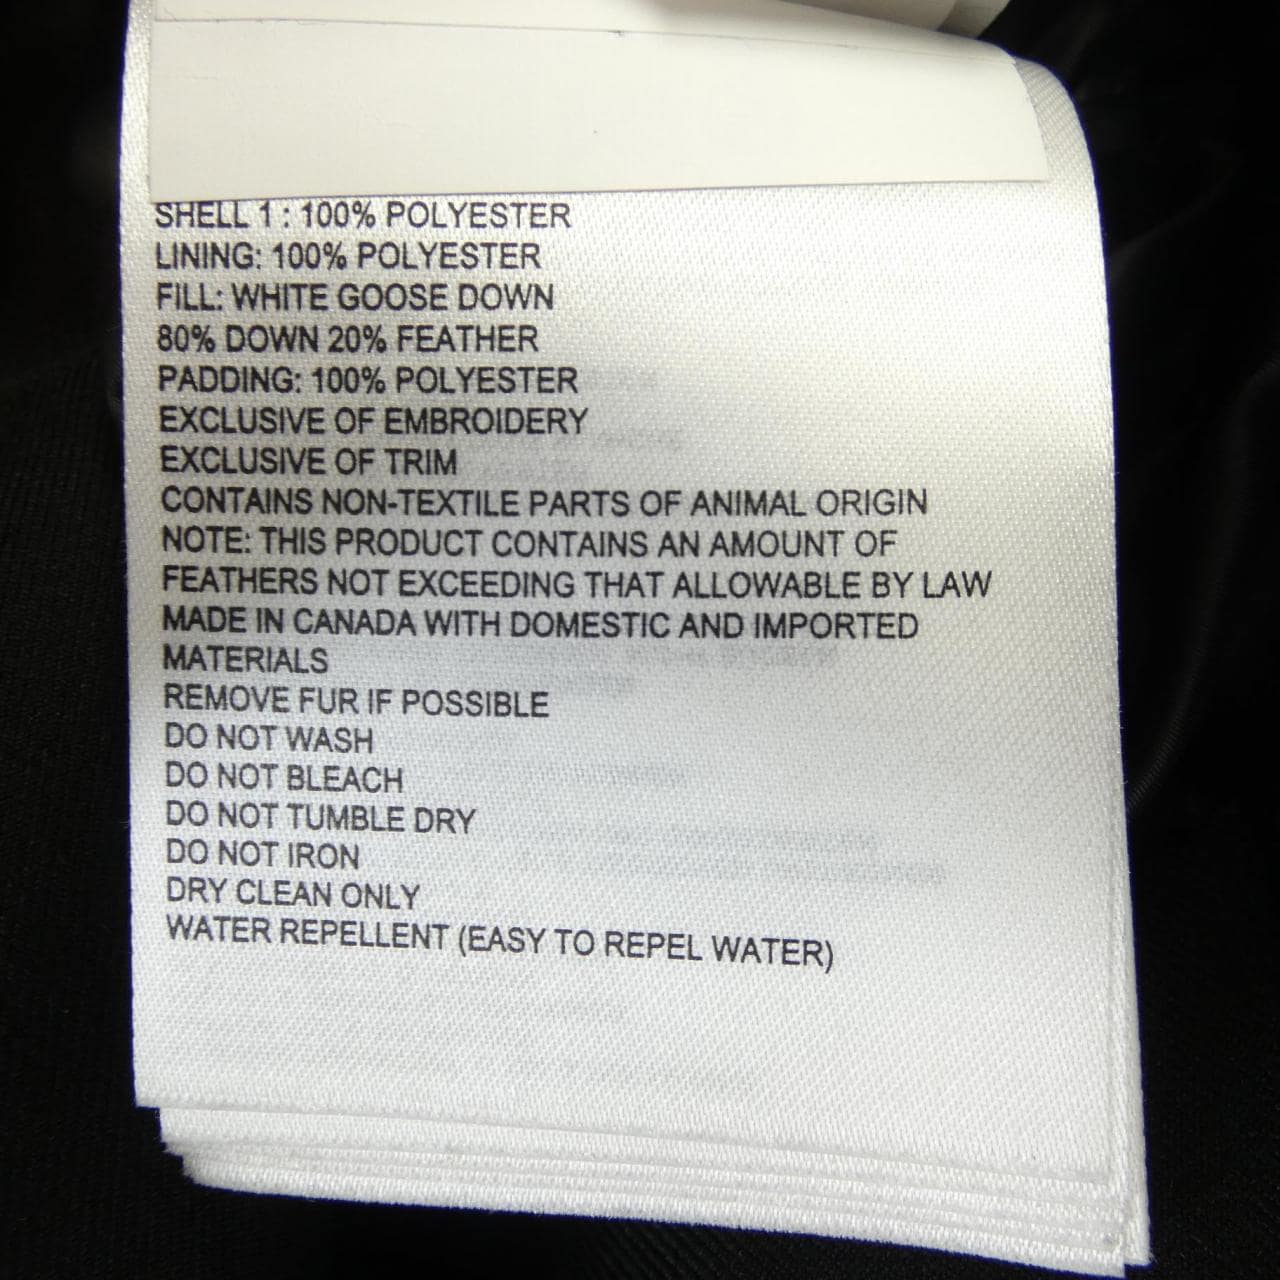 SHELL 1 : 100% POLYESTER
LINING: 100% POLYESTER
FILL: WHITE GOOSE DOWN
80% DOWN 20% FEATHER
PADDING: 100% POLYESTER
EXCLUSIVE OF EMBROIDERY
EXCLUSIVE OF TRIM
CONTAINS NON-TEXTILE PARTS OF ANIMAL ORIGIN
NOTE: THIS PRODUCT CONTAINS AN AMOUNT OF
FEATHERS NOT EXCEEDING THAT ALLOWABLE BY LAW
MADE IN CANADA WITH DOMESTIC AND IMPORTED
MATERIALS
REMOVE FUR IF POSSIBLE
DO NOT WASH
DO NOT BLEACH
DO NOT TUMBLE DRY
DO NOT IRON
DRY CLEAN ONLY
WATER REPELLENT (EASY TO REPEL WATER)